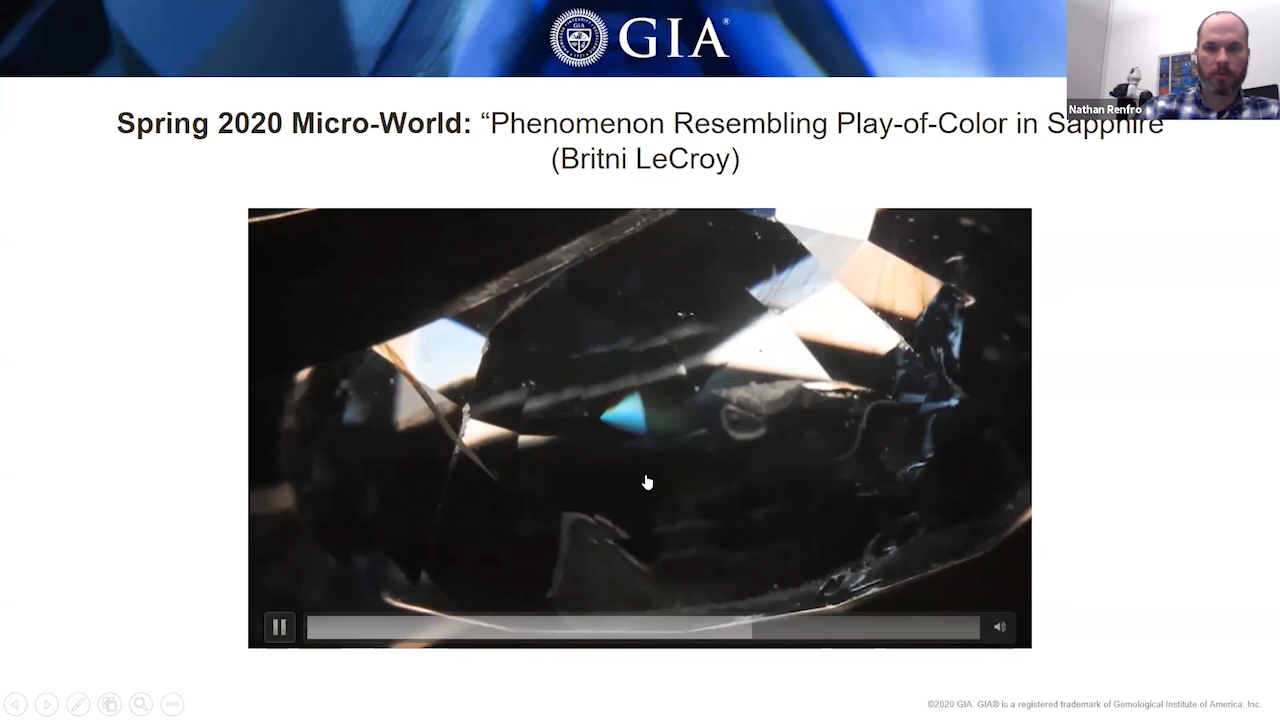 GIA
GIA®
Nathan Renfro
Spring 2020 Micro-World: “Phenomenon Resembling Play-of-Color in Sapphire
(Britni LeCroy)
©2020 GIA. GIA® is a registered trademark of Gemological Institute of America, Inc.